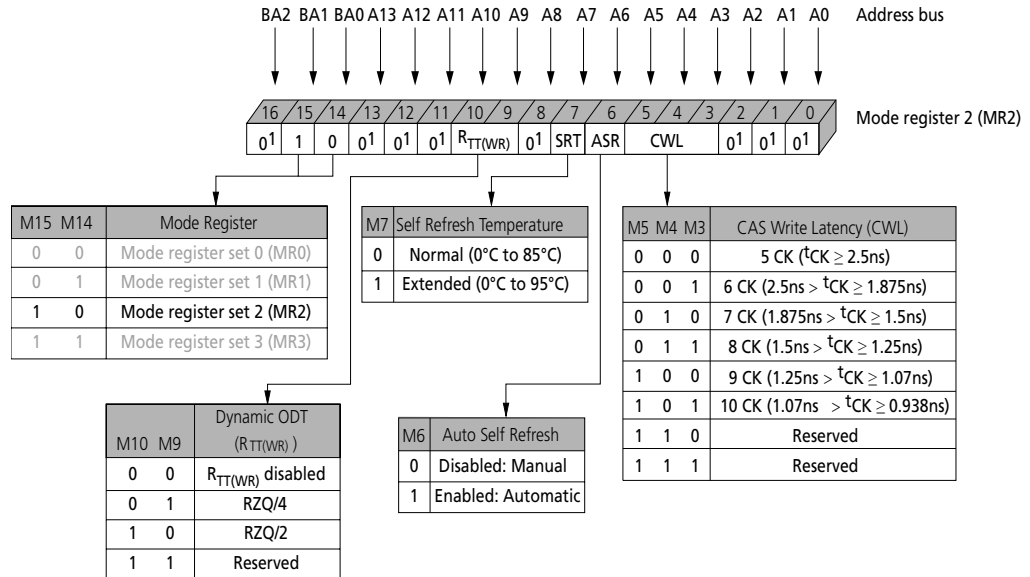 BA2 BA1 BA0 A13 A12 A11 A10 A9 A8 A7 A6 A5 A4 A3 A2 A1 A0 Address bus
16 15 14 13 12 11 10 9 8 7 6 5 4 3 2 1 0
Mode register 2 (MR2)
0¹ 1 0 0¹ 0¹ 0¹ RTT(WR) 0¹ SRT ASR CWL 0¹ 0¹ 0¹
M15 M14 Mode Register
0 0 Mode register set 0 (MR0)
0 1 Mode register set 1 (MR1)
1 0 Mode register set 2 (MR2)
1 1 Mode register set 3 (MR3)
M7 Self Refresh Temperature
0 Normal (0°C to 85°C)
1 Extended (0°C to 95°C)
M5 M4 M3 CAS Write Latency (CWL)
0 0 0 5 CK (tCK ≥ 2.5ns)
0 0 1 6 CK (2.5ns > tCK ≥ 1.875ns)
0 1 0 7 CK (1.875ns > tCK ≥ 1.5ns)
0 1 1 8 CK (1.5ns > tCK ≥ 1.25ns)
1 0 0 9 CK (1.25ns > tCK ≥ 1.07ns)
1 0 1 10 CK (1.07ns > tCK ≥ 0.938ns)
1 1 0 Reserved
1 1 1 Reserved
Dynamic ODT
M10 M9 (RTT(WR) )
0 0 RTT(WR) disabled
0 1 RZQ/4
1 0 RZQ/2
1 1 Reserved
M6 Auto Self Refresh
0 Disabled: Manual
1 Enabled: Automatic